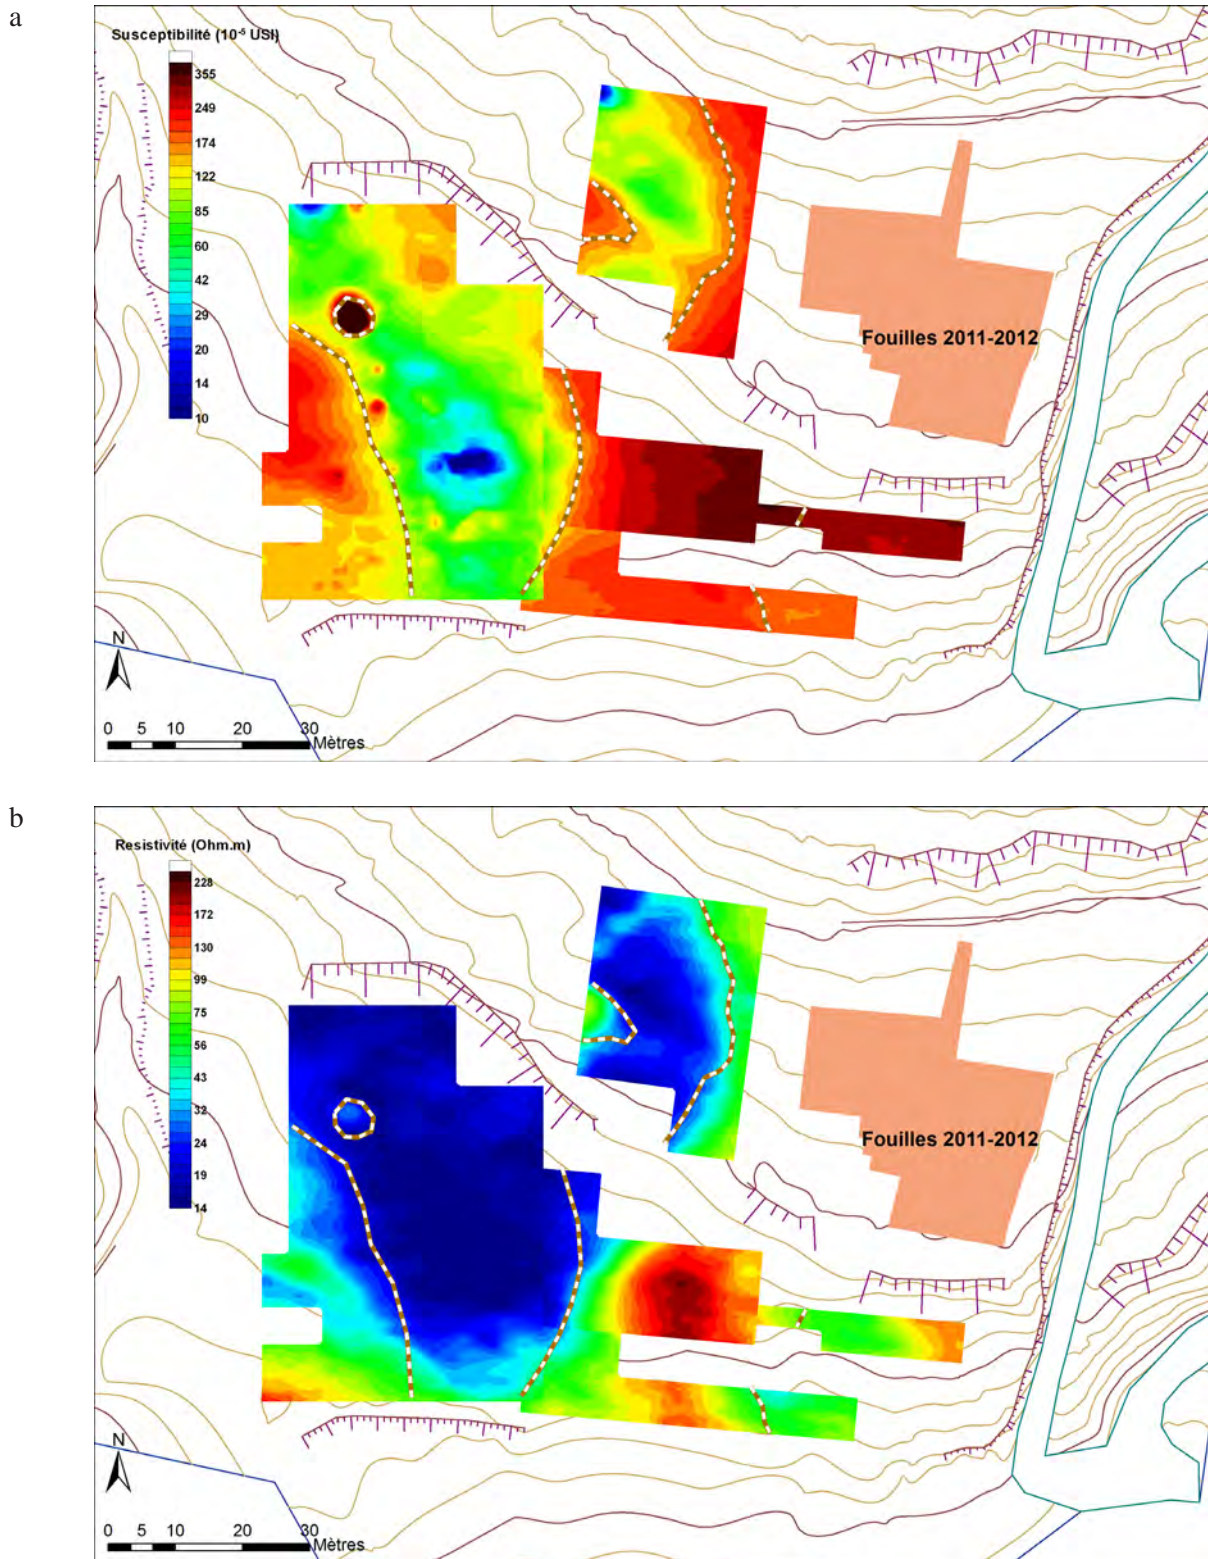 a
Susceptibilité (10⁻⁵ USI)
355
249
174
122
85
60
42
29
20
14
10
Fouilles 2011-2012
N
0 5 10 20 30
Mètres
b
Resistivité (Ohm.m)
228
172
130
99
75
56
43
32
24
19
14
Fouilles 2011-2012
N
0 5 10 20 30
Mètres